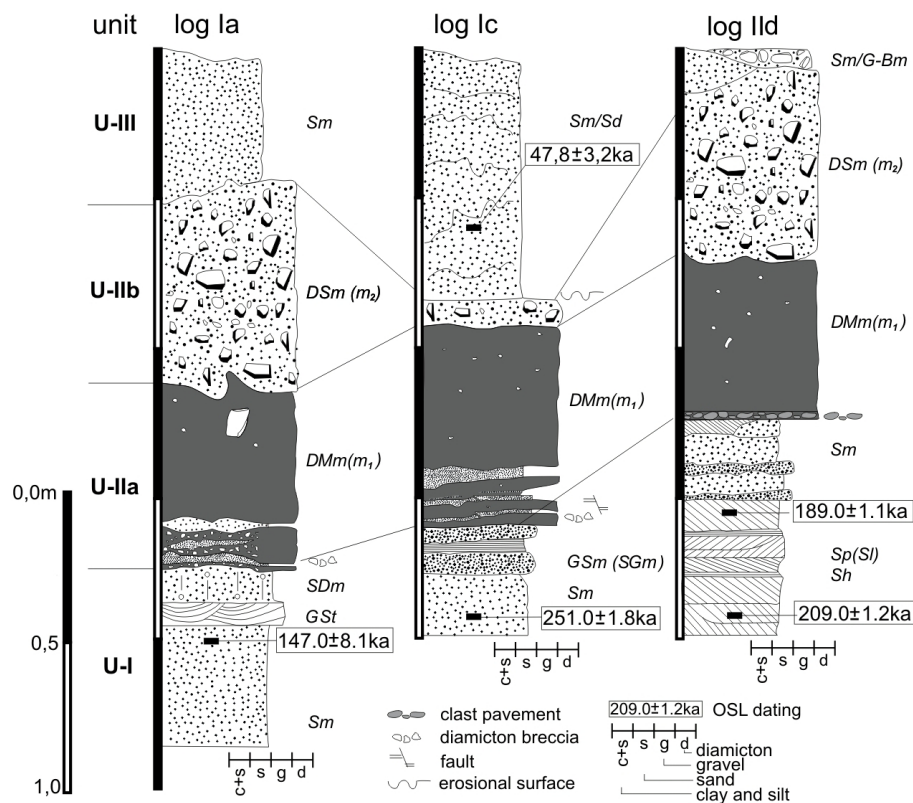 unit
log Ia
log Ic
log IId
U-III
U-IIb
U-IIa
U-I
Sm
DSm (m₂)
DMm(m₁)
SDm
GSt
147.0±8.1ka
Sm
c+s s g d
0,0m
0,5
1,0
Sm/Sd
47,8±3,2ka
DMm(m₁)
GSm (SGm)
Sm
251.0±1.8ka
c+s s g d
Sm/G-Bm
DSm (m₂)
DMm(m₁)
Sm
189.0±1.1ka
Sp(Sl)
Sh
209.0±1.2ka
c+s s g d
clast pavement
diamicton breccia
fault
erosional surface
209.0±1.2ka OSL dating
c+s s g d
diamicton
gravel
sand
clay and silt